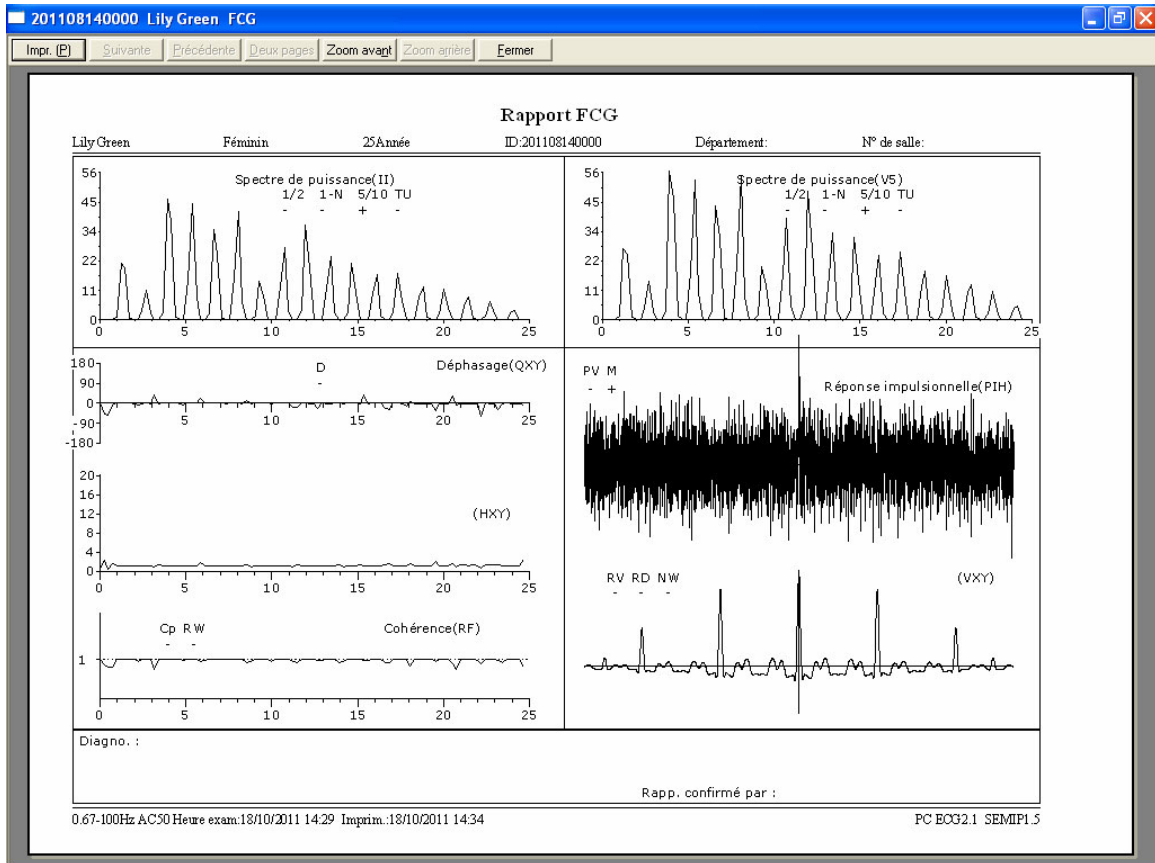 201108140000 Lily Green FCG
Impr. (P) Suivante Précédente Deux pages Zoom avant Zoom arrière Fermer
Rapport FCG
Lily Green Féminin 25Année ID:201108140000 Département: N° de salle:
Spectre de puissance(II)
1/2 1-N 5/10 TU
- - + -
56
45
34
22
11
0
0 5 10 15 20 25
Spectre de puissance(V5)
1/2 1-N 5/10 TU
- - + -
56
45
34
22
11
0
0 5 10 15 20 25
Déphasage(QXY)
D
-
180
90
0
-90
-180
5 10 15 20 25
20
16
12
8
4
0
(HXY)
0 5 10 15 20 25
Cp RW
- -
Cohérence(RF)
1
0 5 10 15 20 25
PV M
- +
Réponse impulsionnelle(PIH)
RV RD NW
- - -
(VXY)
Diagno. :
Rapp. confirmé par :
0.67-100Hz AC50 Heure exam:18/10/2011 14:29 Imprim.:18/10/2011 14:34
PC ECG2.1 SEMIP1.5